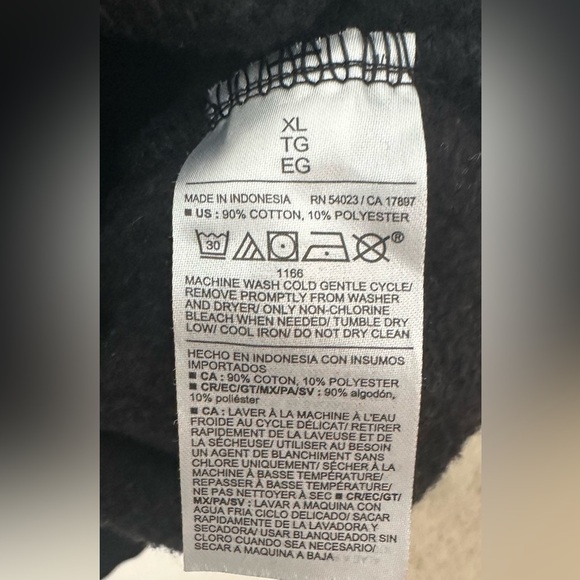 XL
TG
EG
MADE IN INDONESIA RN 54023 / CA 17897
■ US : 90% COTTON, 10% POLYESTER
30 ®
1166
MACHINE WASH COLD GENTLE CYCLE/
REMOVE PROMPTLY FROM WASHER
AND DRYER/ ONLY NON-CHLORINE
BLEACH WHEN NEEDED/ TUMBLE DRY
LOW/ COOL IRON/ DO NOT DRY CLEAN
HECHO EN INDONESIA CON INSUMOS
IMPORTADOS
■ CA : 90% COTON, 10% POLYESTER
■ CR/EC/GT/MX/PA/SV : 90% algodón,
10% poliéster
■ CA : LAVER À LA MACHINE À L'EAU
FROIDE AU CYCLE DÉLICAT/ RETIRER
RAPIDEMENT DE LA LAVEUSE ET DE
LA SÉCHEUSE/ UTILISER AU BESOIN
UN AGENT DE BLANCHIMENT SANS
CHLORE UNIQUEMENT/ SÉCHER À LA
MACHINE À BASSE TEMPÉRATURE/
REPASSER À BASSE TEMPÉRATURE/
NE PAS NETTOYER À SEC ■ CR/EC/GT/
MX/PA/SV : LAVAR A MAQUINA CON
AGUA FRIA CICLO DELICADO/ SACAR
RAPIDAMENTE DE LA LAVADORA Y
SECADORA/ USAR BLANQUEADOR SIN
CLORO CUANDO SEA NECESARIO/
SECAR A MAQUINA A BAJA